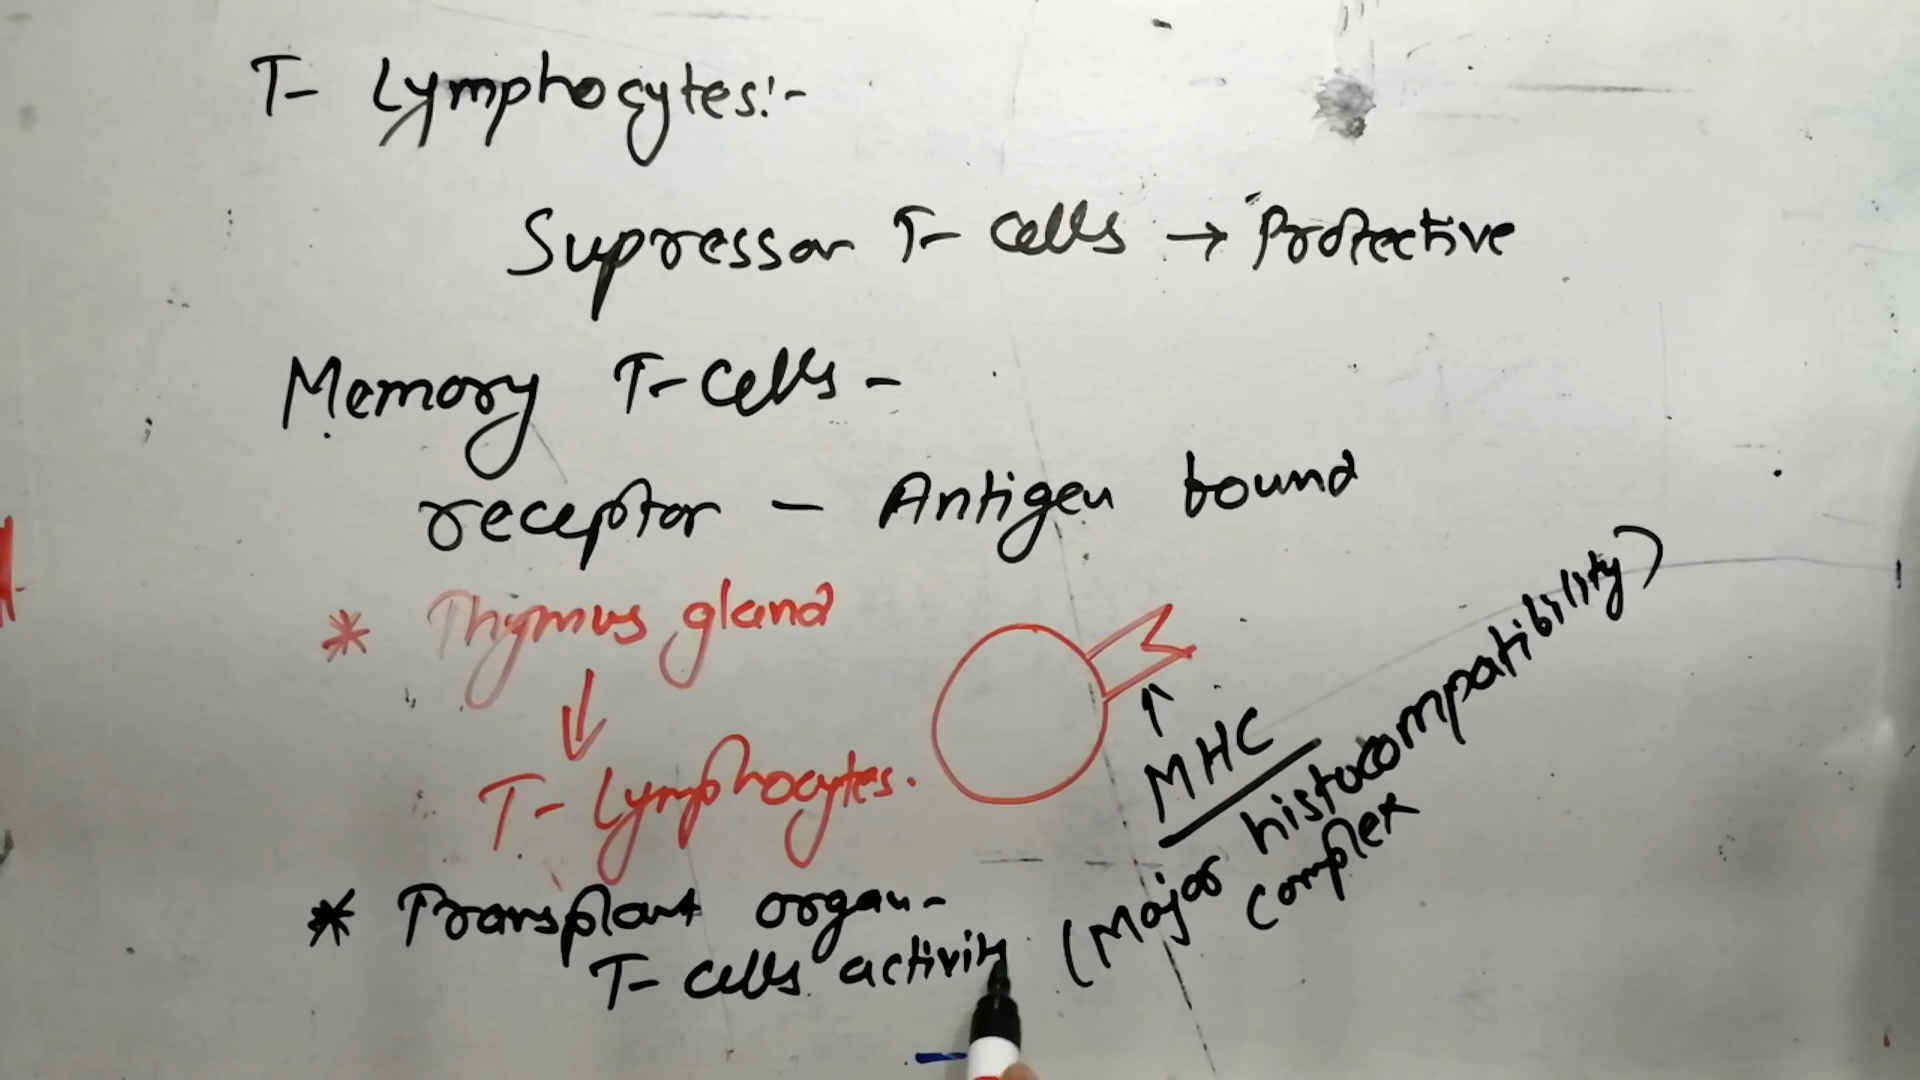 T- Lymphocytes:-
Supressor T- cells → Protective
Memory T-cells -
receptor - Antigen bound
* Thymus gland
↓
T- Lymphocytes.
↑
MHC
(Major histocompatibility)
complex
* Transplant organ-
T- cells activity